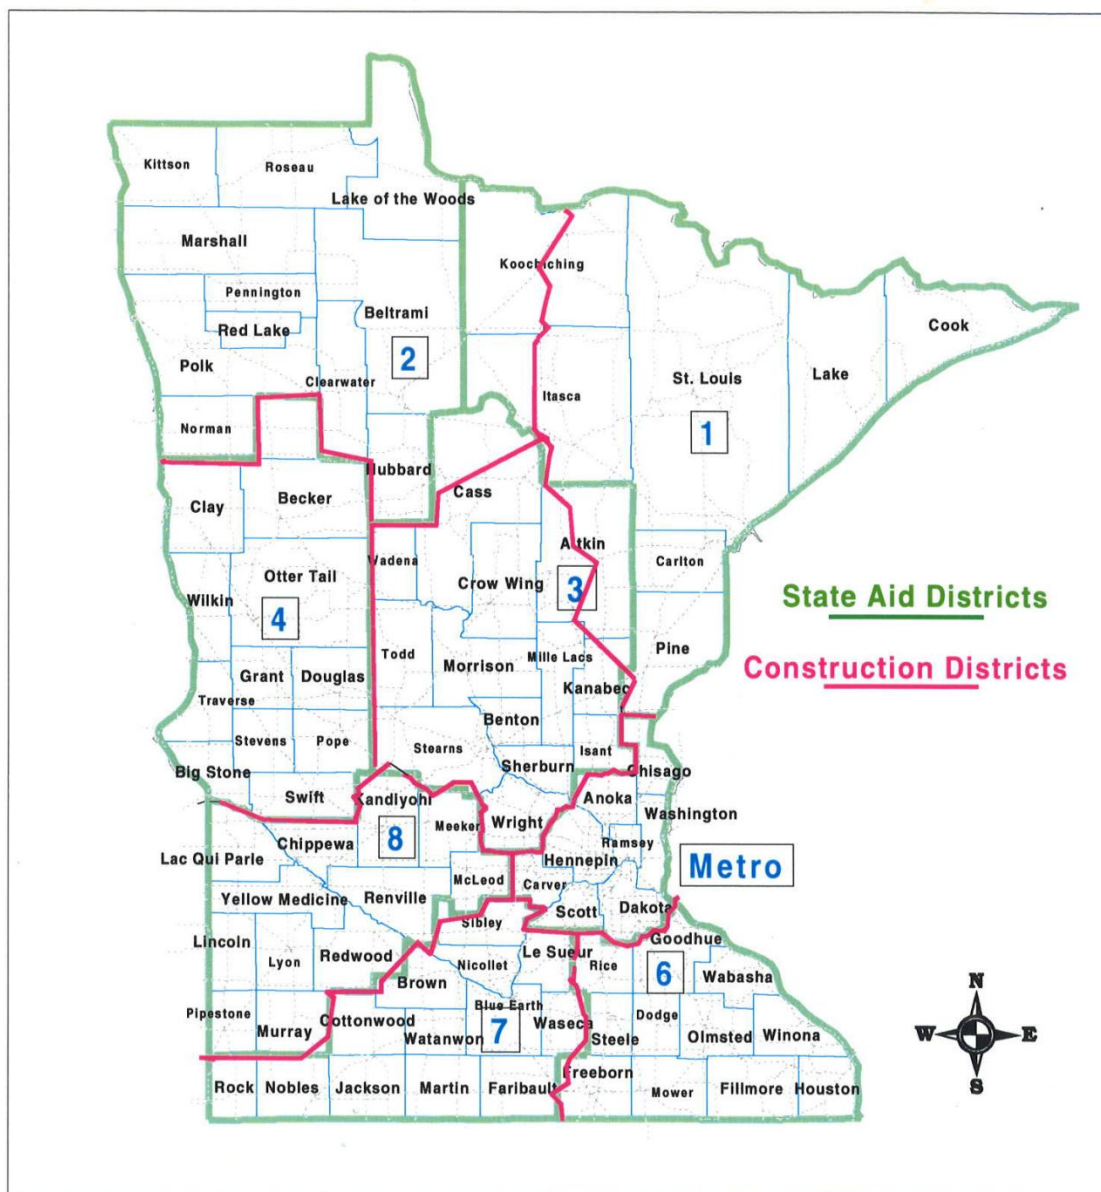 Kittson
Roseau
Lake of the Woods
Marshall
Koochiching
Pennington
Beltrami
Red Lake
Cook
2
Polk
Clearwater
St. Louis
Lake
Itasca
Norman
1
Hubbard
Cass
Becker
Clay
Aitkin
Wadena
Carlton
Otter Tail
Crow Wing
3
State Aid Districts
Wilkin
4
Todd
Morrison
Mille Lacs
Pine
Construction Districts
Grant
Douglas
Kanabec
Traverse
Benton
Stevens
Pope
Stearns
Isant
Sherburn
Big Stone
Chisago
Swift
Kandiyohi
Anoka
Washington
Meeker
Wright
8
Chippewa
Ramsey
Lac Qui Parle
Hennepin
Metro
McLeod
Carver
Yellow Medicine
Renville
Scott
Dakota
Sibley
Lincoln
Goodhue
Redwood
Le Sueur
Lyon
Nicollet
Rice
6
Wabasha
Brown
N
Pipestone
Blue Earth
Dodge
Murray
Cottonwood
7
Waseca
W
E
Watanwon
Steele
Olmsted
Winona
Freeborn
S
Rock
Nobles
Jackson
Martin
Faribault
Mower
Fillmore
Houston